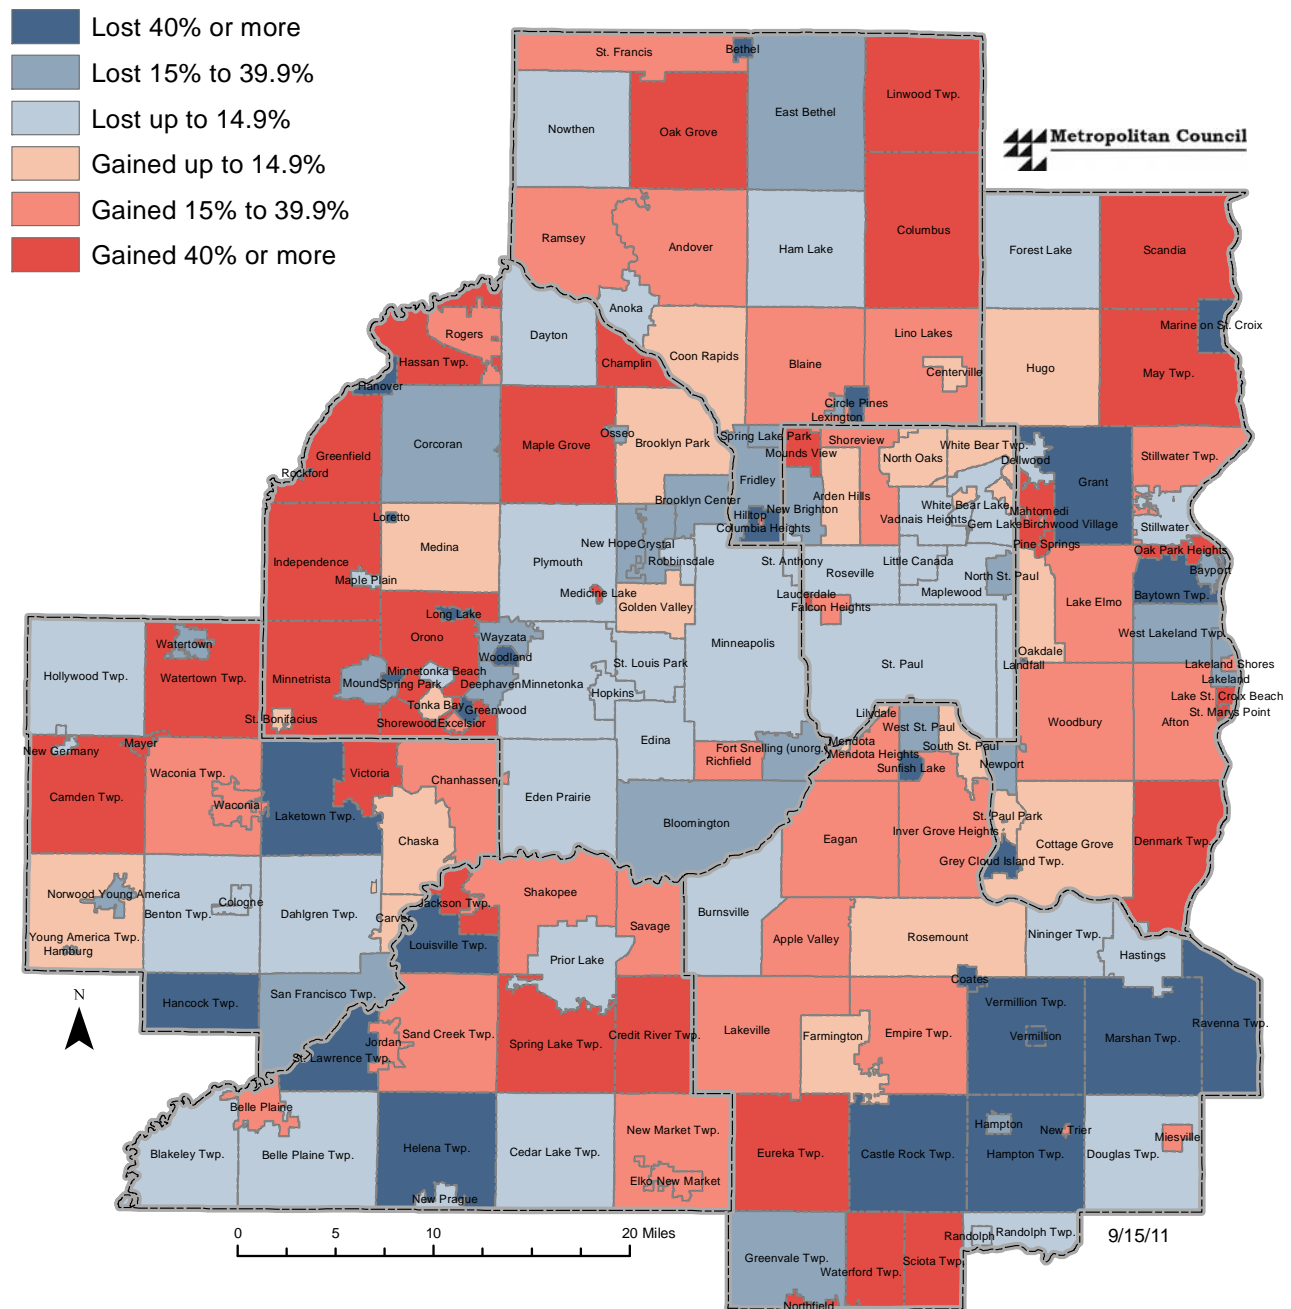 Lost 40% or more
Lost 15% to 39.9%
Lost up to 14.9%
Gained up to 14.9%
Gained 15% to 39.9%
Gained 40% or more
Metropolitan Council
St. Francis
Bethel
Linwood Twp.
East Bethel
Nowthen
Oak Grove
Ramsey
Andover
Ham Lake
Columbus
Forest Lake
Scandia
Anoka
Marine on St. Croix
Rogers
Dayton
Lino Lakes
Hassan Twp.
Champlin
Coon Rapids
Blaine
Centerville
Hugo
May Twp.
Hanover
Circle Pines
Lexington
Corcoran
Maple Grove
Osseo
Brooklyn Park
Spring Lake Park
Shoreview
White Bear Twp.
Greenfield
Mounds View
North Oaks
Dellwood
Stillwater Twp.
Rockford
Fridley
Grant
Brooklyn Center
Arden Hills
White Bear Lake
Loretto
Hilltop
New Brighton
Mahtomedi
Vadnais Heights
Gem Lake
Birchwood Village
Stillwater
Columbia Heights
Medina
New Hope
Crystal
Pine Springs
Oak Park Heights
Independence
Plymouth
Robbinsdale
St. Anthony
Little Canada
Roseville
Bayport
Maple Plain
North St. Paul
Medicine Lake
Lauderdale
Maplewood
Baytown Twp.
Golden Valley
Falcon Heights
Lake Elmo
Long Lake
Orono
Wayzata
West Lakeland Twp.
Watertown
Minneapolis
Oakdale
Woodland
St. Louis Park
St. Paul
Landfall
Lakeland Shores
Hollywood Twp.
Watertown Twp.
Minnetrista
Minnetonka Beach
Mound
Spring Park
Deephaven
Minnetonka
Lakeland
Hopkins
Lake St. Croix Beach
Tonka Bay
Greenwood
Lilydale
St. Marys Point
St. Bonifacius
Shorewood
Excelsior
Woodbury
Afton
West St. Paul
Mayer
Edina
Mendota
New Germany
Fort Snelling (unorg.)
South St. Paul
Mendota Heights
Richfield
Newport
Sunfish Lake
Waconia Twp.
Victoria
Chanhassen
Camden Twp.
Eden Prairie
Waconia
Laketown Twp.
St. Paul Park
Bloomington
Inver Grove Heights
Chaska
Eagan
Cottage Grove
Denmark Twp.
Grey Cloud Island Twp.
Norwood Young America
Shakopee
Cologne
Jackson Twp.
Benton Twp.
Dahlgren Twp.
Burnsville
Carver
Savage
Young America Twp.
Louisville Twp.
Apple Valley
Rosemount
Nininger Twp.
Hamburg
Prior Lake
Hastings
Coates
San Francisco Twp.
Hancock Twp.
Vermillion Twp.
N
Ravenna Twp.
Lakeville
Sand Creek Twp.
Credit River Twp.
Farmington
Empire Twp.
Vermillion
Marshan Twp.
Jordan
Spring Lake Twp.
St. Lawrence Twp.
Belle Plaine
Hampton
New Market Twp.
New Trier
Miesville
Helena Twp.
Cedar Lake Twp.
Blakeley Twp.
Belle Plaine Twp.
Eureka Twp.
Castle Rock Twp.
Hampton Twp.
Douglas Twp.
Elko New Market
New Prague
0 5 10 20 Miles
Randolph
Randolph Twp.
9/15/11
Greenvale Twp.
Sciota Twp.
Waterford Twp.
Northfield